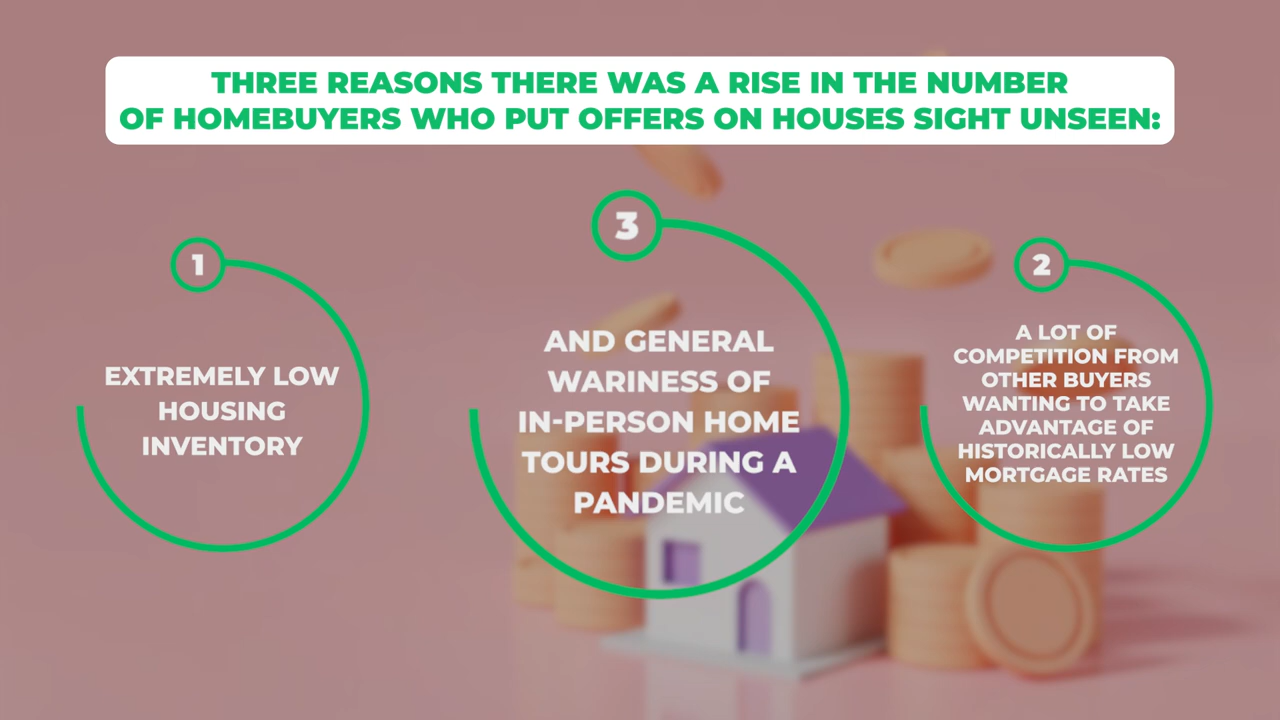 THREE REASONS THERE WAS A RISE IN THE NUMBER
OF HOMEBUYERS WHO PUT OFFERS ON HOUSES SIGHT UNSEEN:
1
EXTREMELY LOW
HOUSING
INVENTORY
3
AND GENERAL
WARINESS OF
IN-PERSON HOME
TOURS DURING A
PANDEMIC
2
A LOT OF
COMPETITION FROM
OTHER BUYERS
WANTING TO TAKE
ADVANTAGE OF
HISTORICALLY LOW
MORTGAGE RATES